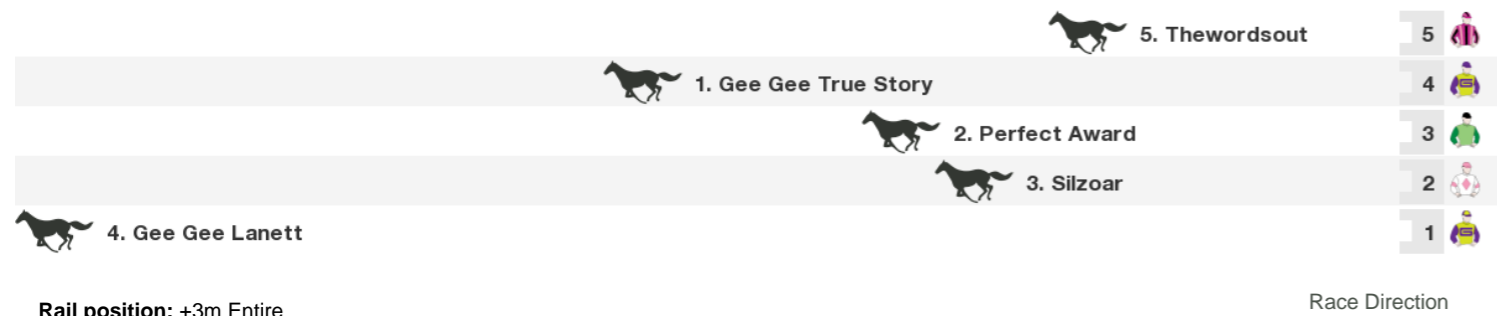 5. Thewordsout 5
1. Gee Gee True Story 4
2. Perfect Award 3
3. Silzoar 2
4. Gee Gee Lanett 1
Rail position: +3m Entire
Race Direction